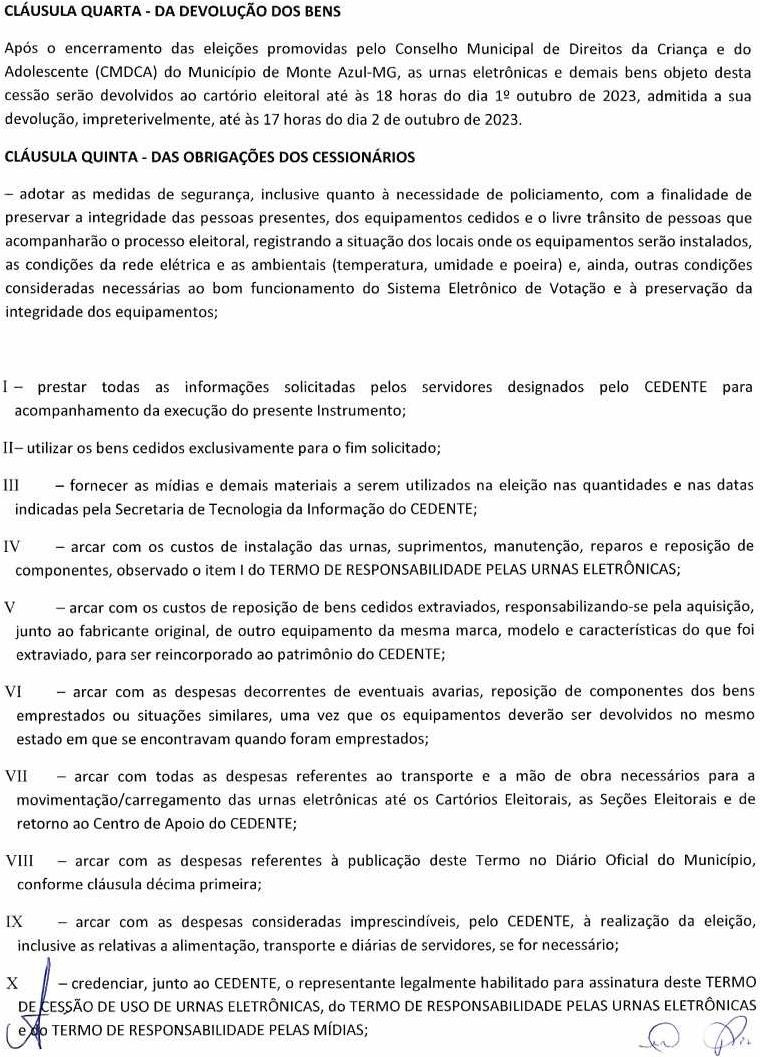 CLÁUSULA QUARTA - DA DEVOLUÇÃO DOS BENS
Após o encerramento das eleições promovidas pelo Conselho Municipal de Direitos da Criança e do
Adolescente (CMDCA) do Município de Monte Azul-MG, as urnas eletrônicas e demais bens objeto desta
cessão serão devolvidos ao cartório eleitoral até às 18 horas do dia 1º outubro de 2023, admitida a sua
devolução, impreterivelmente, até às 17 horas do dia 2 de outubro de 2023.
CLÁUSULA QUINTA - DAS OBRIGAÇÕES DOS CESSIONÁRIOS
– adotar as medidas de segurança, inclusive quanto à necessidade de policiamento, com a finalidade de
preservar a integridade das pessoas presentes, dos equipamentos cedidos e o livre trânsito de pessoas que
acompanharão o processo eleitoral, registrando a situação dos locais onde os equipamentos serão instalados,
as condições da rede elétrica e as ambientais (temperatura, umidade e poeira) e, ainda, outras condições
consideradas necessárias ao bom funcionamento do Sistema Eletrônico de Votação e à preservação da
integridade dos equipamentos;
I – prestar todas as informações solicitadas pelos servidores designados pelo CEDENTE para
acompanhamento da execução do presente Instrumento;
II– utilizar os bens cedidos exclusivamente para o fim solicitado;
III – fornecer as mídias e demais materiais a serem utilizados na eleição nas quantidades e nas datas
indicadas pela Secretaria de Tecnologia da Informação do CEDENTE;
IV – arcar com os custos de instalação das urnas, suprimentos, manutenção, reparos e reposição de
componentes, observado o item I do TERMO DE RESPONSABILIDADE PELAS URNAS ELETRÔNICAS;
V – arcar com os custos de reposição de bens cedidos extraviados, responsabilizando-se pela aquisição,
junto ao fabricante original, de outro equipamento da mesma marca, modelo e características do que foi
extraviado, para ser reincorporado ao patrimônio do CEDENTE;
VI – arcar com as despesas decorrentes de eventuais avarias, reposição de componentes dos bens
emprestados ou situações similares, uma vez que os equipamentos deverão ser devolvidos no mesmo
estado em que se encontravam quando foram emprestados;
VII – arcar com todas as despesas referentes ao transporte e a mão de obra necessários para a
movimentação/carregamento das urnas eletrônicas até os Cartórios Eleitorais, as Seções Eleitorais e de
retorno ao Centro de Apoio do CEDENTE;
VIII – arcar com as despesas referentes à publicação deste Termo no Diário Oficial do Município,
conforme cláusula décima primeira;
IX – arcar com as despesas consideradas imprescindíveis, pelo CEDENTE, à realização da eleição,
inclusive as relativas a alimentação, transporte e diárias de servidores, se for necessário;
X – credenciar, junto ao CEDENTE, o representante legalmente habilitado para assinatura deste TERMO
DE CESSÃO DE USO DE URNAS ELETRÔNICAS, do TERMO DE RESPONSABILIDADE PELAS URNAS ELETRÔNICAS
e do TERMO DE RESPONSABILIDADE PELAS MÍDIAS;